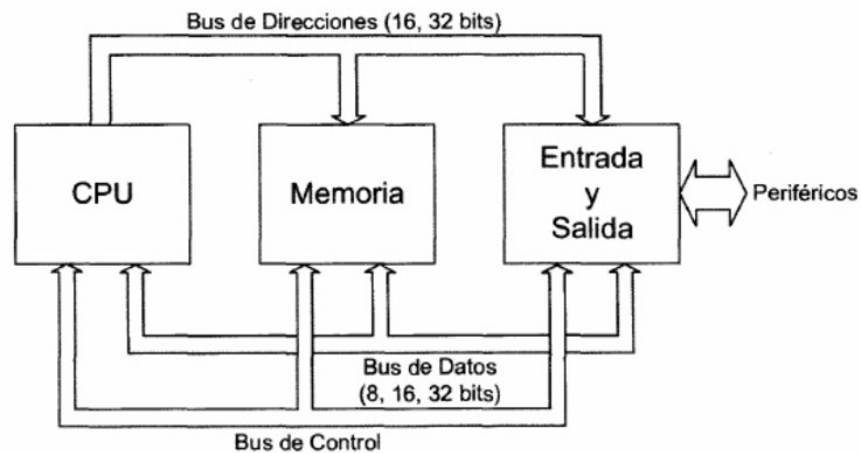 Bus de Direcciones (16, 32 bits)
CPU
Memoria
Entrada
y
Salida
Periféricos
Bus de Datos
(8, 16, 32 bits)
Bus de Control